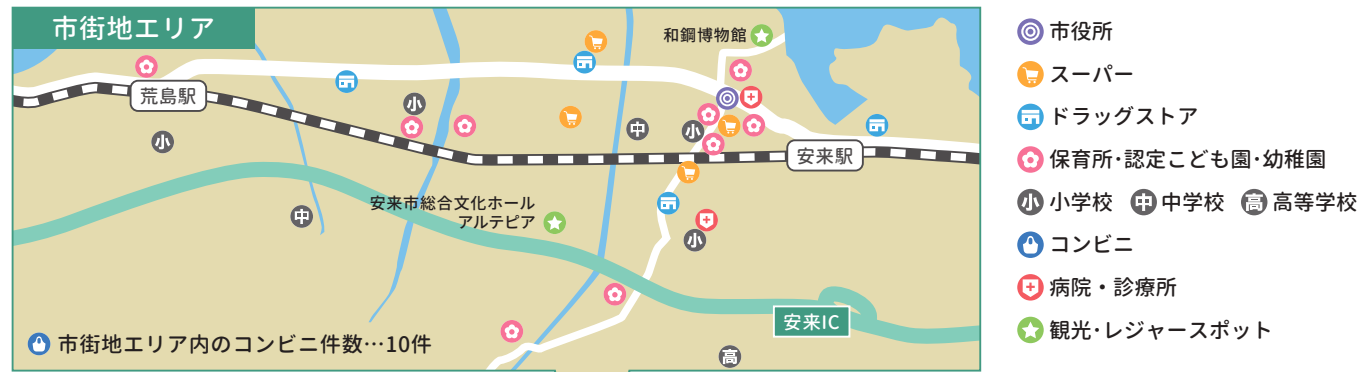 市街地エリア
和鋼博物館
荒島駅
小
小
中
小
安来駅
安来市総合文化ホール
アルテピア
中
小
安来IC
市街地エリア内のコンビニ件数…10件
高
市役所
スーパー
ドラッグストア
保育所･認定こども園･幼稚園
小 小学校 中 中学校 高 高等学校
コンビニ
病院・診療所
観光･レジャースポット